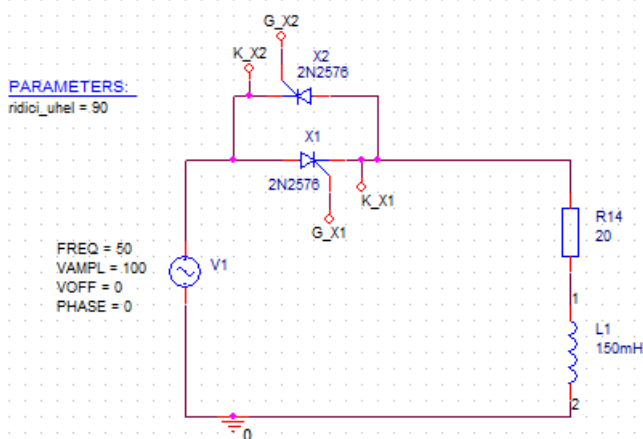 G_X2
K_X2
X2
2N2576
PARAMETERS:
ridici_uhel = 90
X1
2N2576
K_X1
G_X1
R14
20
FREQ = 50
VAMPL = 100
VOFF = 0
PHASE = 0
V1
1
L1
150mH
2
0